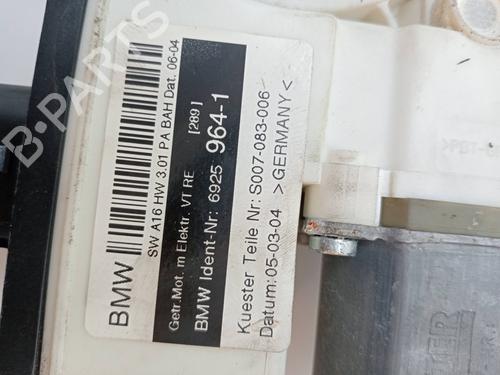 BMW
SW A16 HW 3.01 PA BAH Dat. 06-04
Getr.Mot. m Elektr. VT RE [289]
BMW Ident-Nr: 6925 964-1
Kuester Teile Nr: S007-083-006
Datum:05-03-04 >GERMANY<
B-PARTS